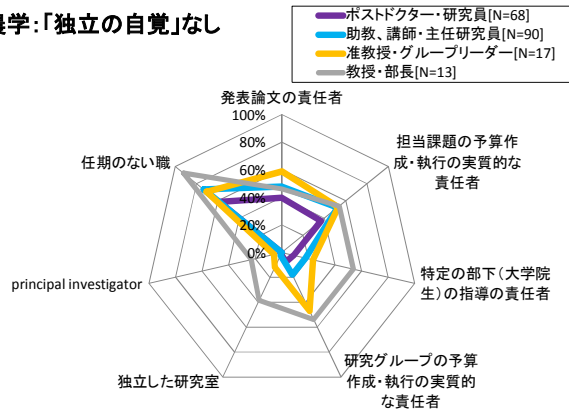 学:「独立の自覚」なし
ポストドクター・研究員[N=68]
助教、講師・主任研究員[N=90]
准教授・グループリーダー[N=17]
教授・部長[N=13]
発表論文の責任者
100%
80%
60%
40%
20%
0%
担当課題の予算作
成・執行の実質的な
責任者
特定の部下(大学院
生)の指導の責任者
研究グループの予算
作成・執行の実質的
な責任者
独立した研究室
principal investigator
任期のない職